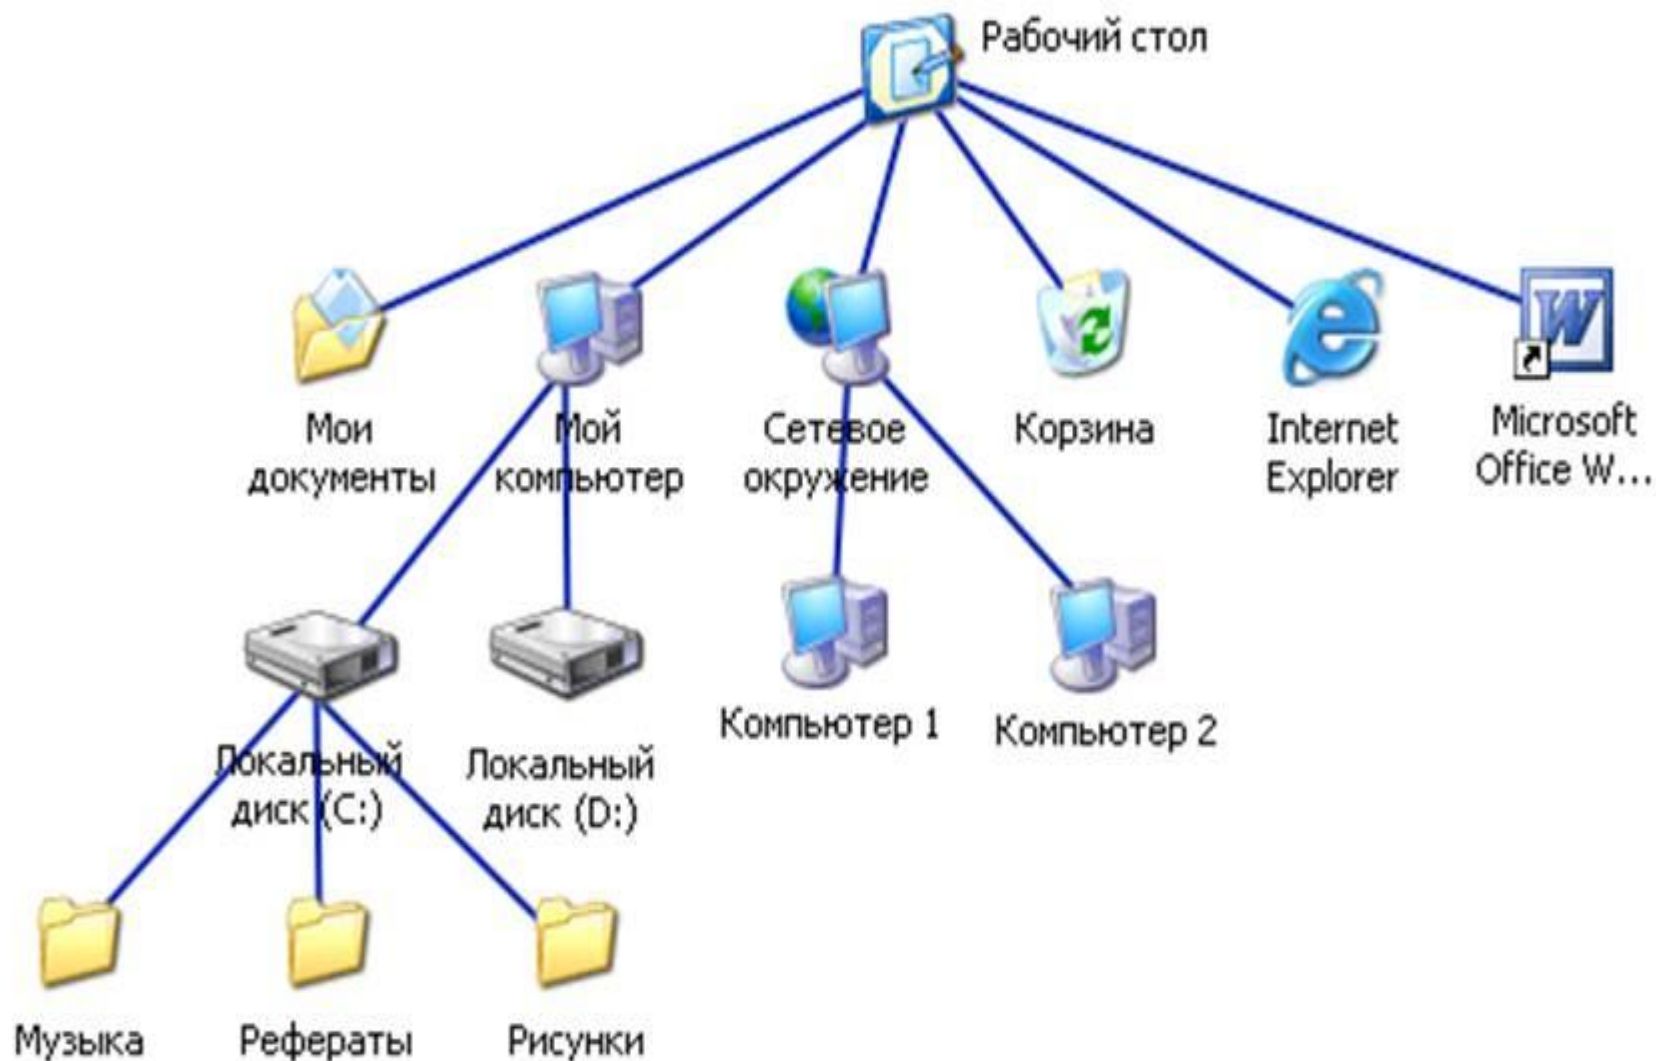 Рабочий стол
Мои
документы
Мой
компьютер
Сетевое
окружение
Корзина
Internet
Explorer
Microsoft
Office W...
Компьютер 1
Компьютер 2
Локальный
диск (C:)
Локальный
диск (D:)
Музыка
Рефераты
Рисунки